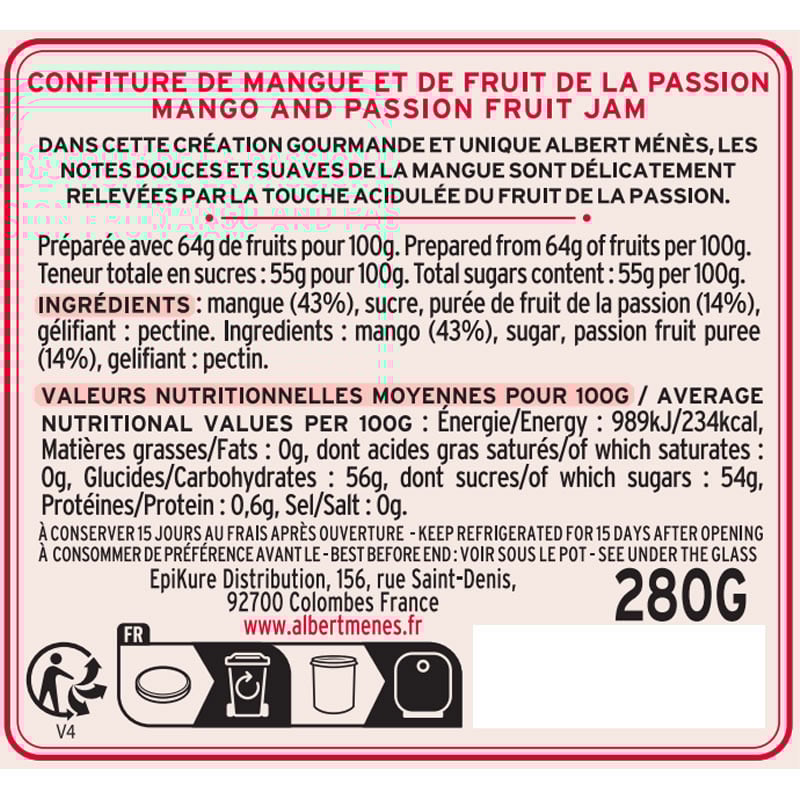 CONFITURE DE MANGUE ET DE FRUIT DE LA PASSION
MANGO AND PASSION FRUIT JAM
DANS CETTE CRÉATION GOURMANDE ET UNIQUE ALBERT MÉNÈS, LES
NOTES DOUCES ET SUAVES DE LA MANGUE SONT DÉLICATEMENT
RELEVÉES PAR LA TOUCHE ACIDULÉE DU FRUIT DE LA PASSION.
Préparée avec 64g de fruits pour 100g. Prepared from 64g of fruits per 100g.
Teneur totale en sucres : 55g pour 100g. Total sugars content : 55g per 100g.
INGRÉDIENTS : mangue (43%), sucre, purée de fruit de la passion (14%),
gélifiant : pectine. Ingredients : mango (43%), sugar, passion fruit puree
(14%), gelifiant : pectin.
VALEURS NUTRITIONNELLES MOYENNES POUR 100G / AVERAGE
NUTRITIONAL VALUES PER 100G : Énergie/Energy : 989kJ/234kcal,
Matières grasses/Fats : 0g, dont acides gras saturés/of which saturates :
0g, Glucides/Carbohydrates : 56g, dont sucres/of which sugars : 54g,
Protéines/Protein : 0,6g, Sel/Salt : 0g.
À CONSERVER 15 JOURS AU FRAIS APRÈS OUVERTURE - KEEP REFRIGERATED FOR 15 DAYS AFTER OPENING
À CONSOMMER DE PRÉFÉRENCE AVANT LE - BEST BEFORE END : VOIR SOUS LE POT - SEE UNDER THE GLASS
EpiKure Distribution, 156, rue Saint-Denis,
92700 Colombes France
www.albertmenes.fr
280G
FR
V4